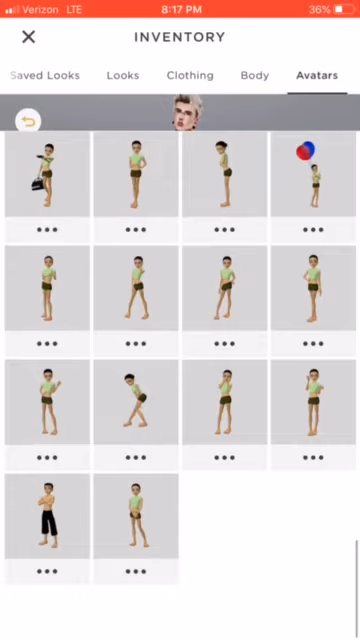 Verizon LTE 8:17 PM 36%
INVENTORY
Saved Looks Looks Clothing Body Avatars